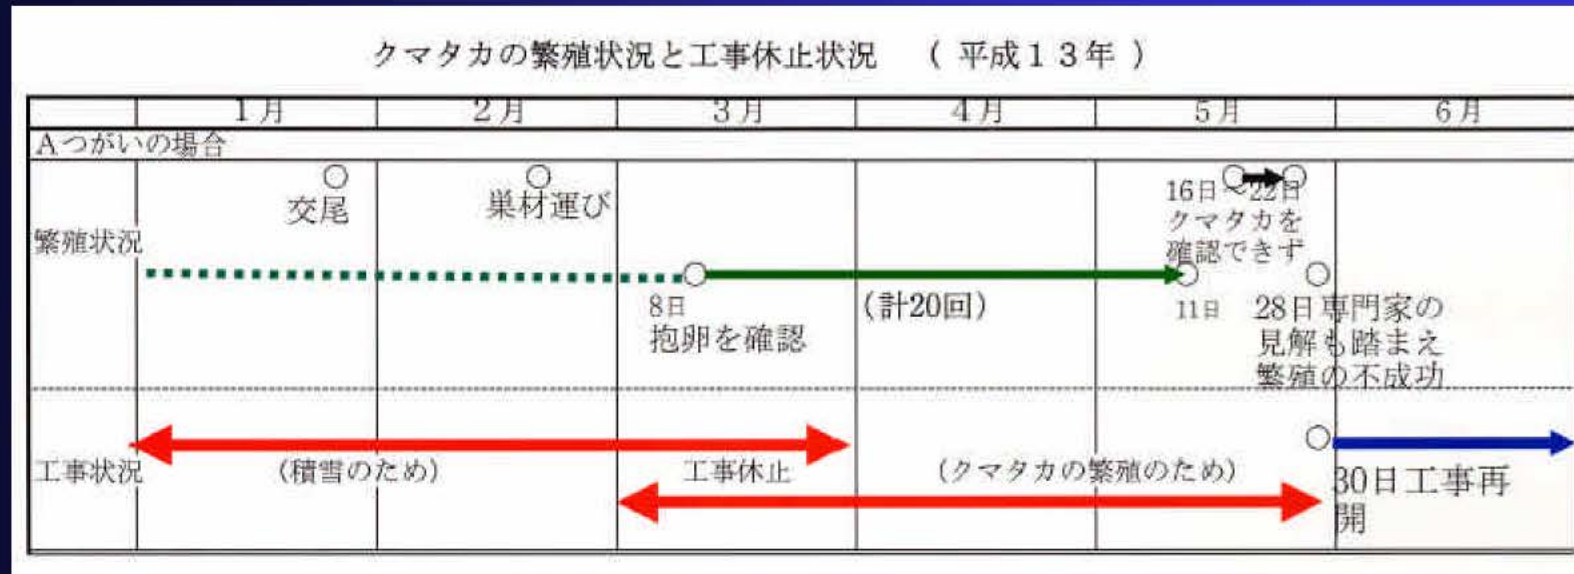 クマタカの繁殖状況と工事休止状況 （ 平成１３年 ）
１月 ２月 ３月 ４月 ５月 ６月
Ａつがいの場合
繁殖状況
交尾
巣材運び
16日～22日
クマタカを
確認できず
8日
抱卵を確認
(計20回)
11日
28日専門家の
見解も踏まえ
繁殖の不成功
工事状況
(積雪のため)
工事休止
(クマタカの繁殖のため)
30日工事再
開